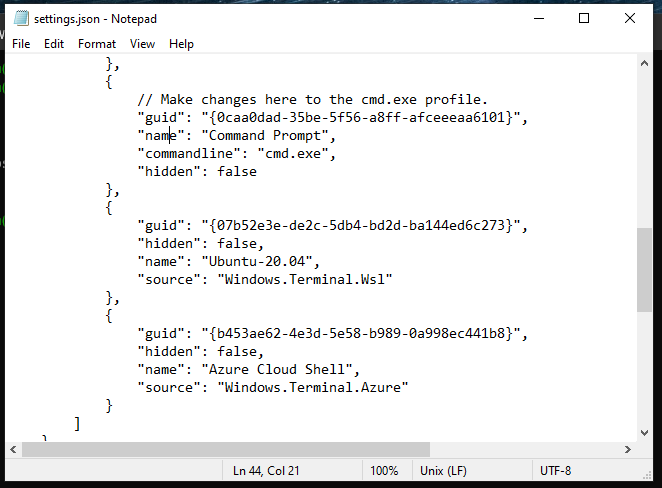 settings.json - Notepad
File Edit Format View Help
},
{
// Make changes here to the cmd.exe profile.
"guid": "{0caa0dad-35be-5f56-a8ff-afceeeaa6101}",
"name": "Command Prompt",
"commandline": "cmd.exe",
"hidden": false
},
{
"guid": "{07b52e3e-de2c-5db4-bd2d-ba144ed6c273}",
"hidden": false,
"name": "Ubuntu-20.04",
"source": "Windows.Terminal.Wsl"
},
{
"guid": "{b453ae62-4e3d-5e58-b989-0a998ec441b8}",
"hidden": false,
"name": "Azure Cloud Shell",
"source": "Windows.Terminal.Azure"
}
]
Ln 44, Col 21 100% Unix (LF) UTF-8